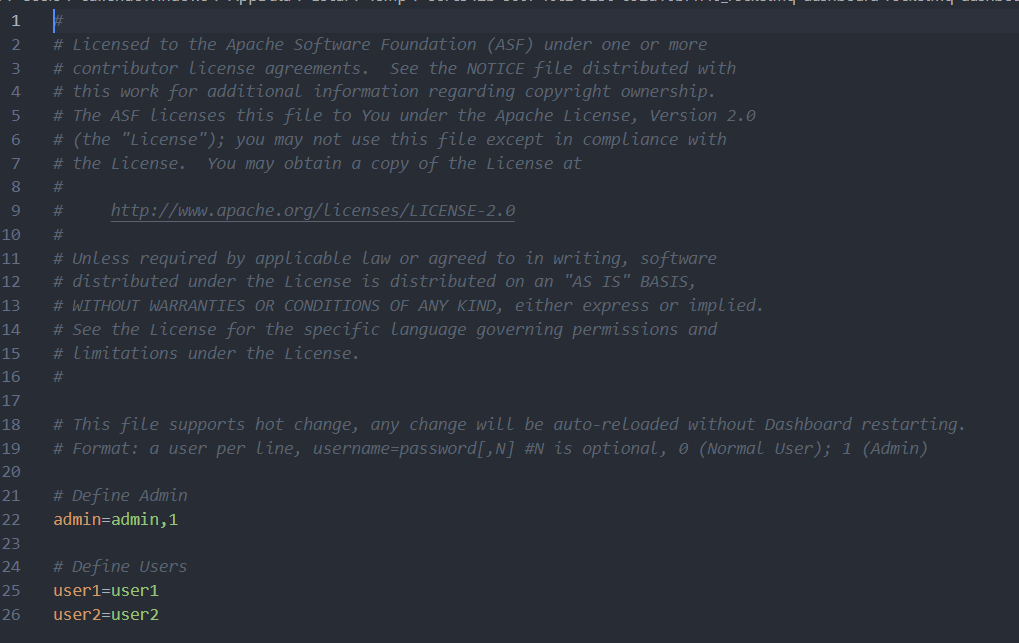 1 #
2 # Licensed to the Apache Software Foundation (ASF) under one or more
3 # contributor license agreements.  See the NOTICE file distributed with
4 # this work for additional information regarding copyright ownership.
5 # The ASF licenses this file to You under the Apache License, Version 2.0
6 # (the "License"); you may not use this file except in compliance with
7 # the License.  You may obtain a copy of the License at
8 #
9 #     http://www.apache.org/licenses/LICENSE-2.0
10 #
11 # Unless required by applicable law or agreed to in writing, software
12 # distributed under the License is distributed on an "AS IS" BASIS,
13 # WITHOUT WARRANTIES OR CONDITIONS OF ANY KIND, either express or implied.
14 # See the License for the specific language governing permissions and
15 # limitations under the License.
16 #
17
18 # This file supports hot change, any change will be auto-reloaded without Dashboard restarting.
19 # Format: a user per line, username=password[,N] #N is optional, 0 (Normal User); 1 (Admin)
20
21 # Define Admin
22 admin=admin,1
23
24 # Define Users
25 user1=user1
26 user2=user2